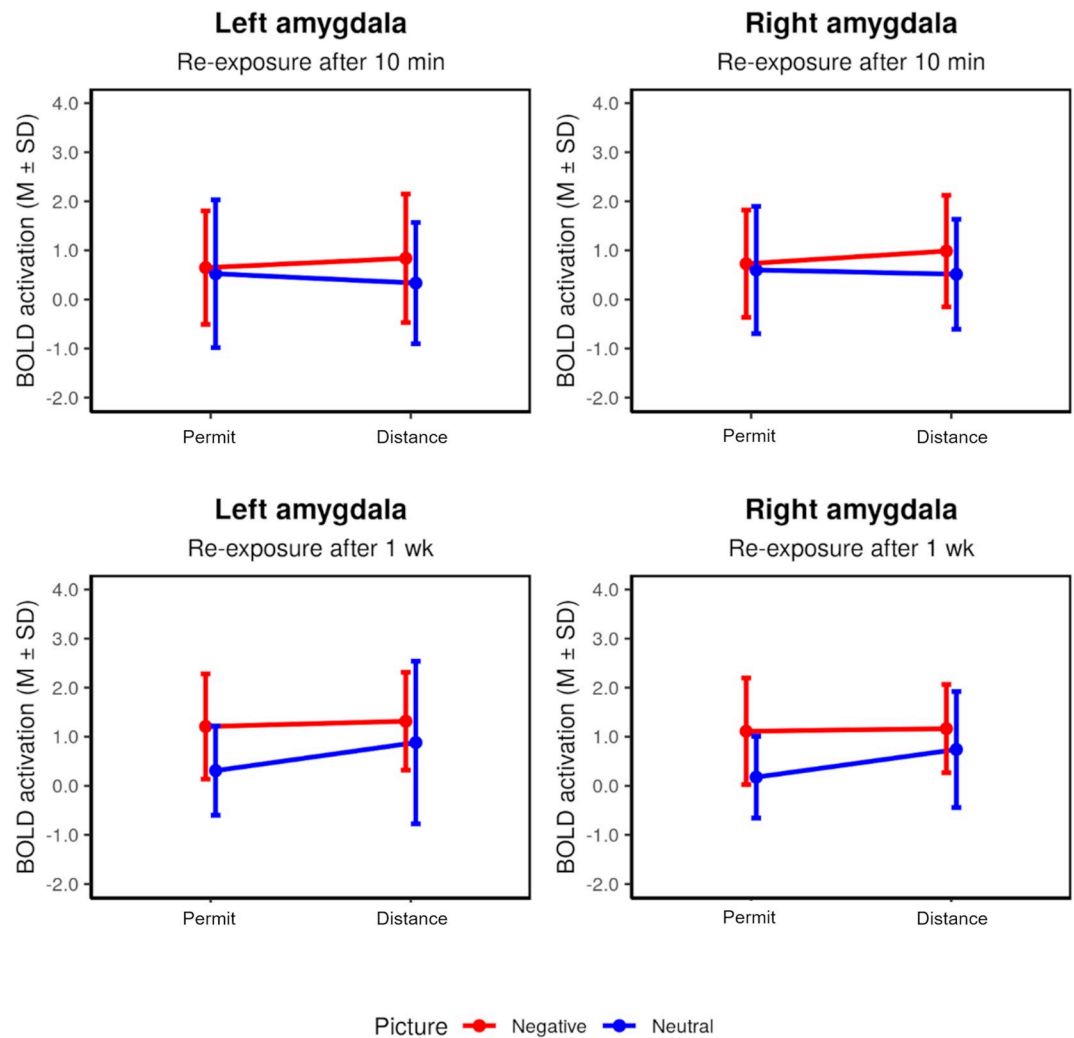 Left amygdala
Re-exposure after 10 min
BOLD activation (M ± SD)
4.0
3.0
2.0
1.0
0.0
-1.0
-2.0
Permit Distance
Right amygdala
Re-exposure after 10 min
BOLD activation (M ± SD)
4.0
3.0
2.0
1.0
0.0
-1.0
-2.0
Permit Distance
Left amygdala
Re-exposure after 1 wk
BOLD activation (M ± SD)
4.0
3.0
2.0
1.0
0.0
-1.0
-2.0
Permit Distance
Right amygdala
Re-exposure after 1 wk
BOLD activation (M ± SD)
4.0
3.0
2.0
1.0
0.0
-1.0
-2.0
Permit Distance
Picture Negative Neutral